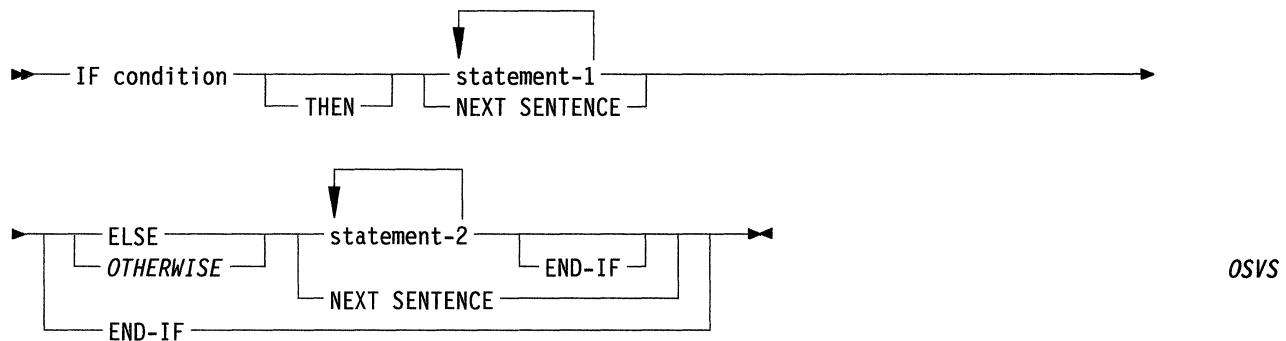 IF condition statement-1
THEN NEXT SENTENCE
ELSE statement-2
OTHERWISE END-IF OSVS
NEXT SENTENCE
END-IF